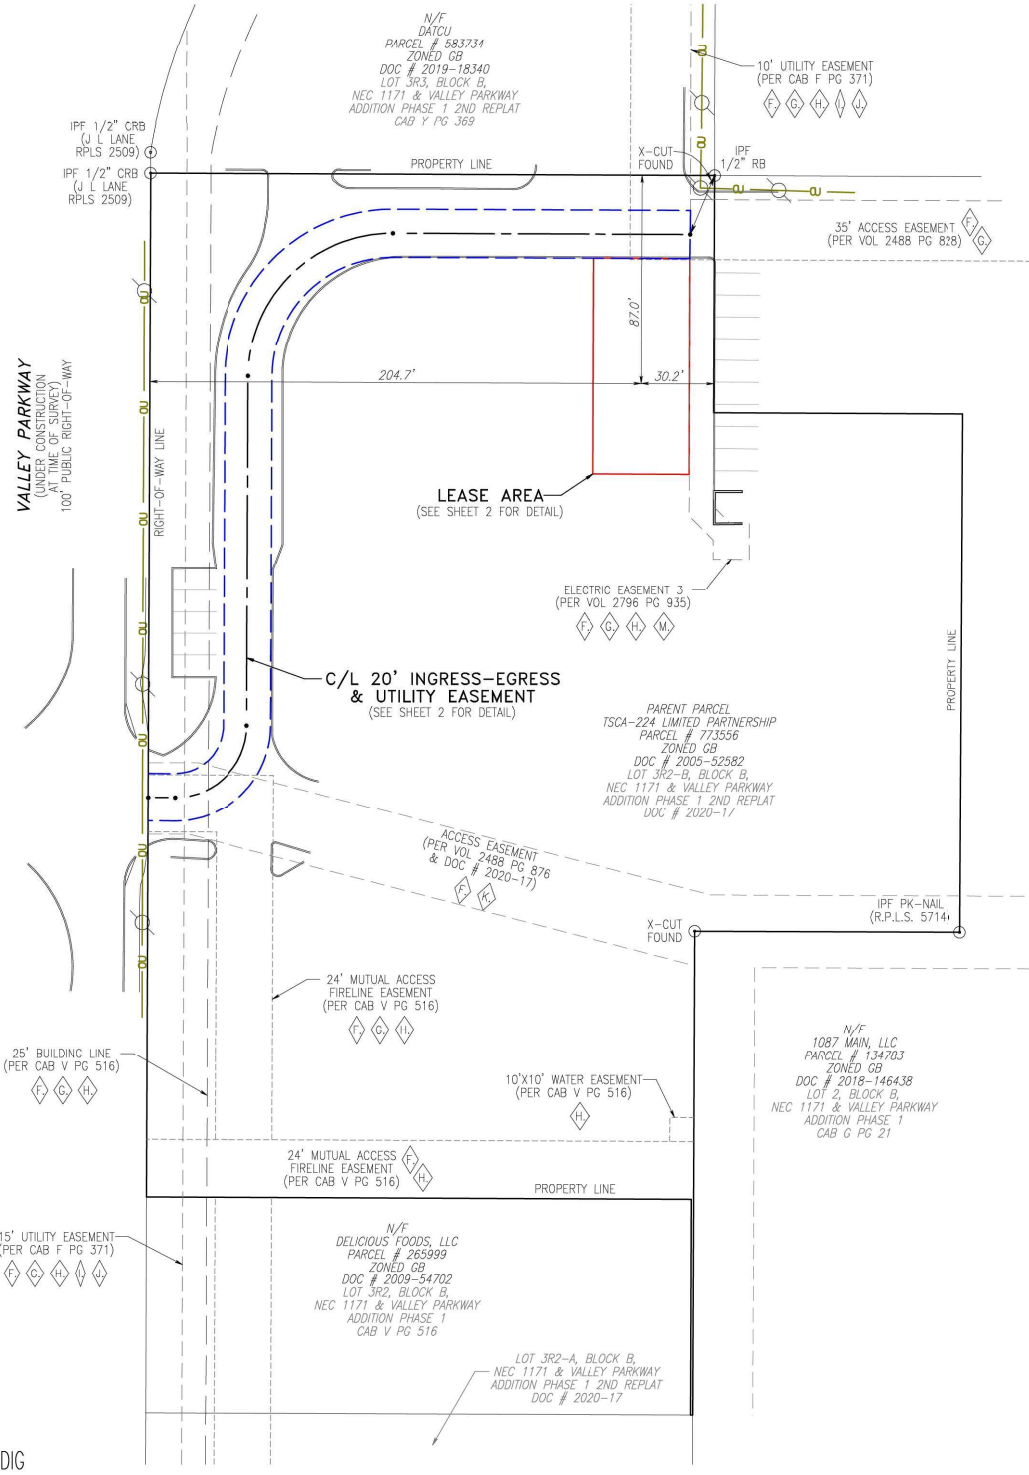 N/F
DATCU
PARCEL # 583734
ZONED GB
DOC # 2019-18340
LOT 3R3, BLOCK B,
NEC 1171 & VALLEY PARKWAY
ADDITION PHASE 1 2ND REPLAT
CAB Y PG 369
10' UTILITY EASEMENT
(PER CAB F PG 371)
F. G. H. I. J.
IPF 1/2" CRB
(J L LANE
RPLS 2509)
IPF 1/2" CRB
(J L LANE
RPLS 2509)
PROPERTY LINE
X-CUT
FOUND
IPF
1/2" RB
35' ACCESS EASEMENT
(PER VOL 2488 PG 828)
F.
G.
87.0'
204.7'
30.2'
VALLEY PARKWAY
(UNDER CONSTRUCTION
AT TIME OF SURVEY)
100' PUBLIC RIGHT-OF-WAY
RIGHT-OF-WAY LINE
OU
OU
OU
OU
OU
OU
OU
LEASE AREA
(SEE SHEET 2 FOR DETAIL)
ELECTRIC EASEMENT 3
(PER VOL 2796 PG 935)
F. G. H. M.
C/L 20' INGRESS-EGRESS
& UTILITY EASEMENT
(SEE SHEET 2 FOR DETAIL)
PROPERTY LINE
PARENT PARCEL
TSCA-224 LIMITED PARTNERSHIP
PARCEL # 773556
ZONED GB
DOC # 2005-52582
LOT 3R2-B, BLOCK B,
NEC 1171 & VALLEY PARKWAY
ADDITION PHASE 1 2ND REPLAT
DOC # 2020-17
ACCESS EASEMENT
(PER VOL 2488 PG 876
& DOC # 2020-17)
F. K.
IPF PK-NAIL
(R.P.L.S. 5714
X-CUT
FOUND
24' MUTUAL ACCESS
FIRELINE EASEMENT
(PER CAB V PG 516)
F. G. H.
25' BUILDING LINE
(PER CAB V PG 516)
F. G. H.
10'X10' WATER EASEMENT
(PER CAB V PG 516)
H.
N/F
1087 MAIN, LLC
PARCEL # 134703
ZONED GB
DOC # 2018-146438
LOT 2, BLOCK B,
NEC 1171 & VALLEY PARKWAY
ADDITION PHASE 1
CAB G PG 21
24' MUTUAL ACCESS
FIRELINE EASEMENT
(PER CAB V PG 516)
F.
H.
PROPERTY LINE
15' UTILITY EASEMENT
(PER CAB F PG 371)
F. G. H. I. J.
N/F
DELICIOUS FOODS, LLC
PARCEL # 265999
ZONED GB
DOC # 2009-54702
LOT 3R2, BLOCK B,
NEC 1171 & VALLEY PARKWAY
ADDITION PHASE 1
CAB V PG 516
LOT 3R2-A, BLOCK B,
NEC 1171 & VALLEY PARKWAY
ADDITION PHASE 1 2ND REPLAT
DOC # 2020-17
DIG